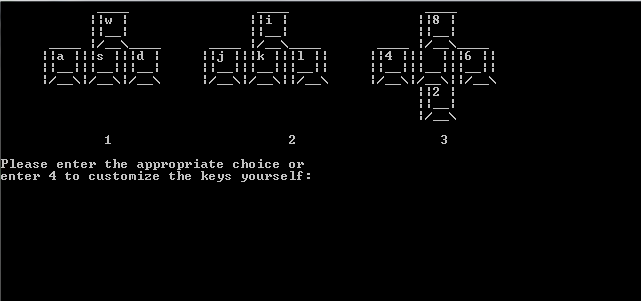 w i 8
a s d j k l 4 6
2
1 2 3
Please enter the appropriate choice or
enter 4 to customize the keys yourself: